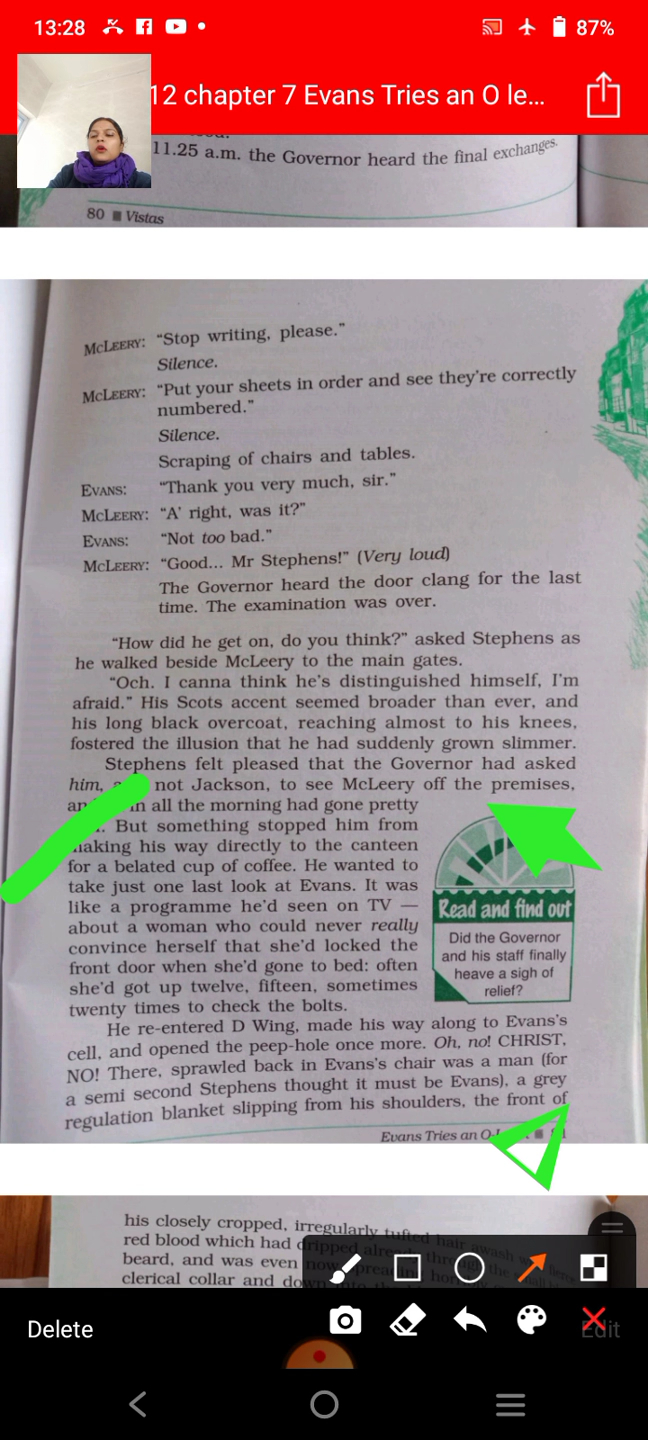 13:28
87%
12 chapter 7 Evans Tries an O le...
11.25 a.m. the Governor heard the final exchanges.
80 ■ Vistas
MCLEERY: "Stop writing, please."
Silence.
MCLEERY: "Put your sheets in order and see they're correctly
numbered."
Silence.
Scraping of chairs and tables.
EVANS: "Thank you very much, sir."
MCLEERY: "A' right, was it?"
EVANS: "Not too bad."
MCLEERY: "Good... Mr Stephens!" (Very loud)
The Governor heard the door clang for the last
time. The examination was over.
"How did he get on, do you think?" asked Stephens as
he walked beside McLeery to the main gates.
"Och. I canna think he's distinguished himself, I'm
afraid." His Scots accent seemed broader than ever, and
his long black overcoat, reaching almost to his knees,
fostered the illusion that he had suddenly grown slimmer.
Stephens felt pleased that the Governor had asked
him, not Jackson, to see McLeery off the premises,
all the morning had gone pretty
But something stopped him from
making his way directly to the canteen
for a belated cup of coffee. He wanted to
take just one last look at Evans. It was
like a programme he'd seen on TV —
about a woman who could never really
convince herself that she'd locked the
front door when she'd gone to bed: often
she'd got up twelve, fifteen, sometimes
twenty times to check the bolts.
Read and find out
Did the Governor
and his staff finally
heave a sigh of
relief?
He re-entered D Wing, made his way along to Evans's
cell, and opened the peep-hole once more. Oh, no! CHRIST,
NO! There, sprawled back in Evans's chair was a man (for
a semi second Stephens thought it must be Evans), a grey
regulation blanket slipping from his shoulders, the front of
Evans Tries an
his closely cropped, irregularly tufted hair awash
red blood which had dripped already through the small
beard, and was even now spreading
clerical collar and down into the
Delete
Edit